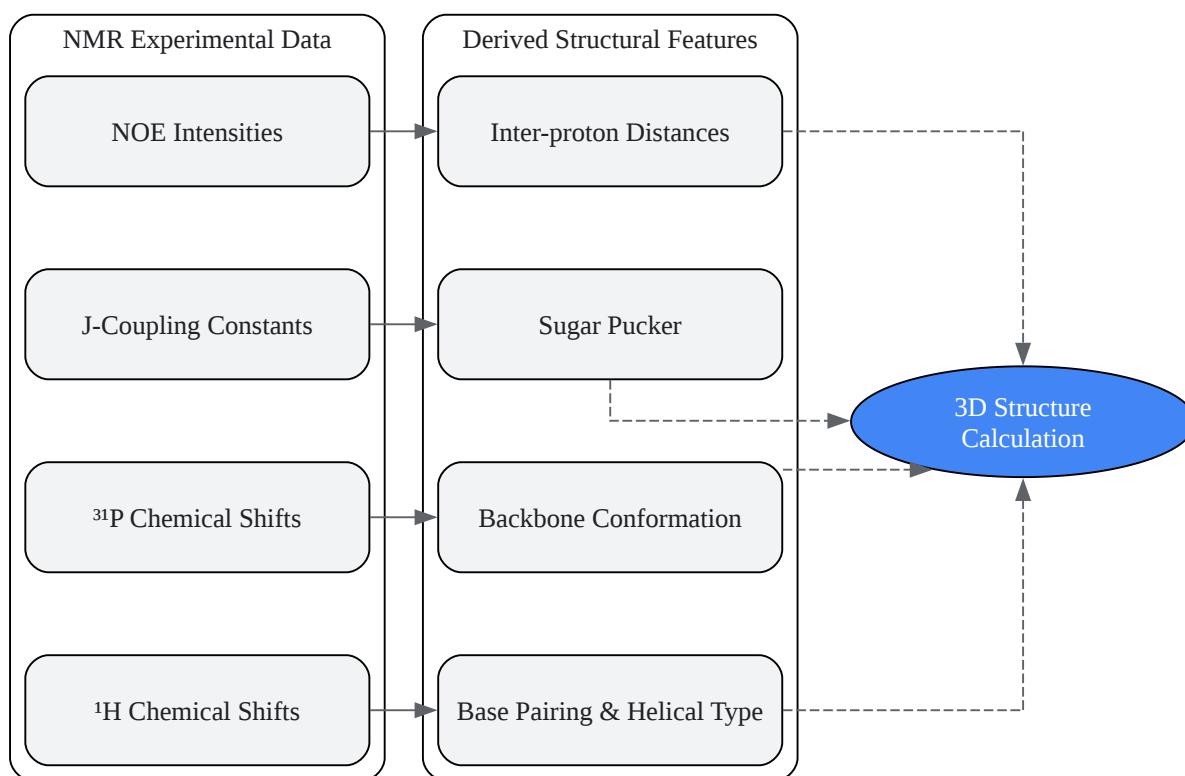 NMR Experimental Data
Derived Structural Features
NOE Intensities
Inter-proton Distances
J-Coupling Constants
Sugar Pucker
3D Structure
Calculation
³¹P Chemical Shifts
Backbone Conformation
¹H Chemical Shifts
Base Pairing & Helical Type